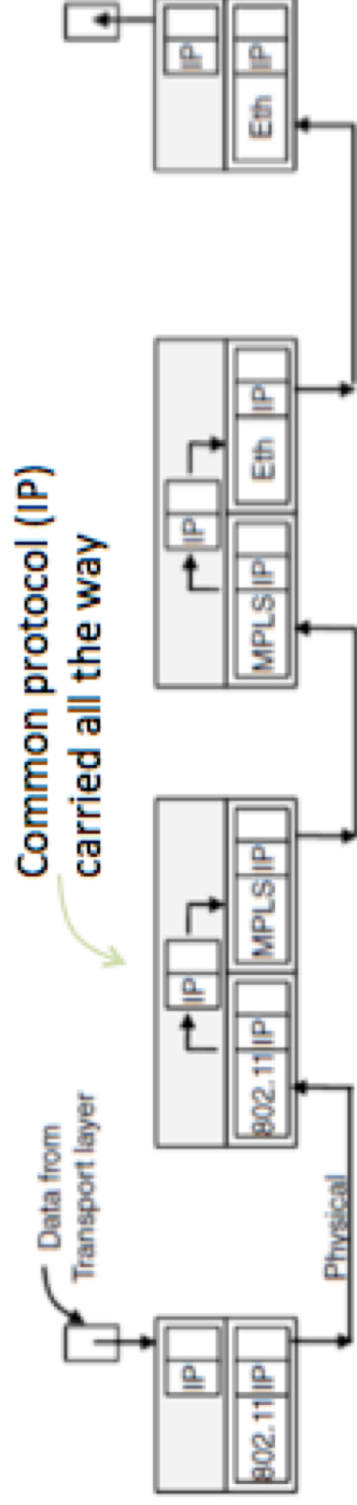 Common protocol (IP)
carried all the way
Data from
Transport layer
IP
802.11 IP
Physical
IP
802.11 IP
MPLS IP
IP
MPLS IP
Eth IP
IP
Eth IP